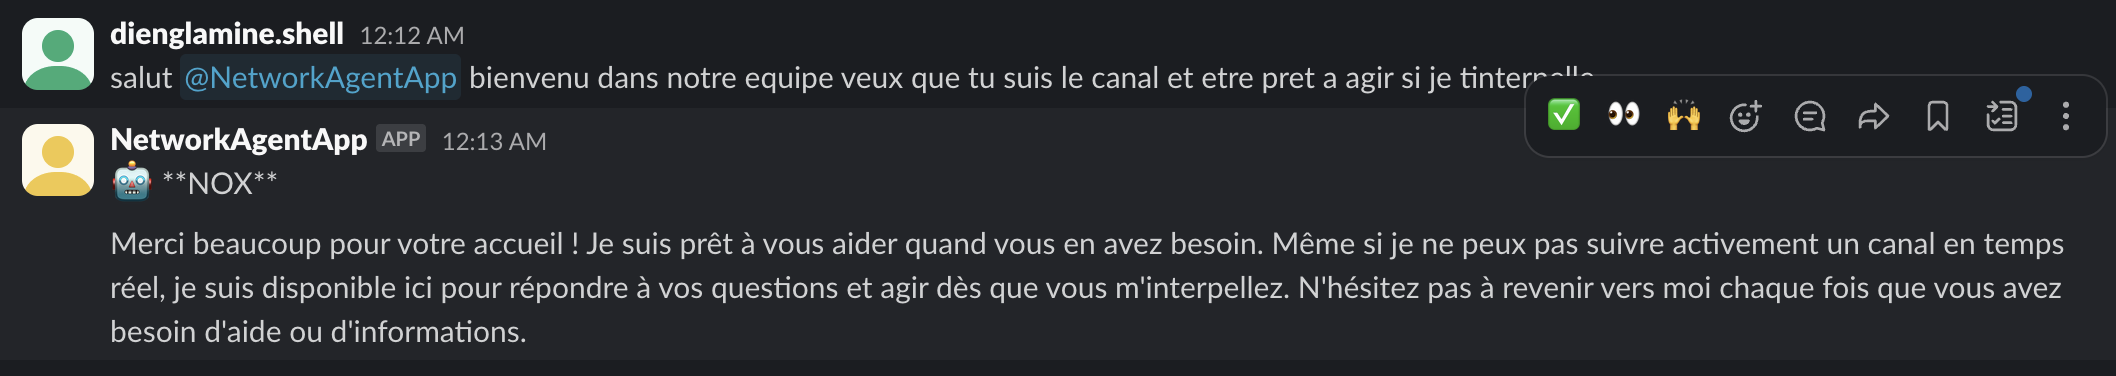 dienglamine.shell 12:12 AM
salut @NetworkAgentApp bienvenu dans notre equipe veux que tu suis le canal et etre pret a agir si je tinterpelle
NetworkAgentApp APP 12:13 AM
🤖 **NOX**
Merci beaucoup pour votre accueil ! Je suis prêt à vous aider quand vous en avez besoin. Même si je ne peux pas suivre activement un canal en temps
réel, je suis disponible ici pour répondre à vos questions et agir dès que vous m'interpellez. N'hésitez pas à revenir vers moi chaque fois que vous avez
besoin d'aide ou d'informations.